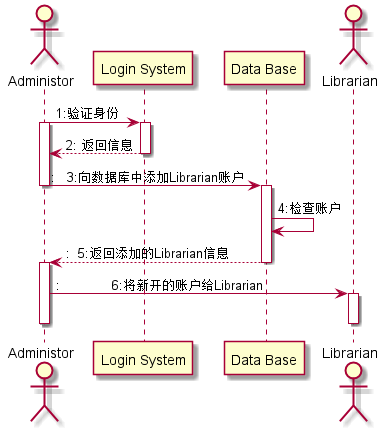 Administor
Login System
Data Base
Librarian
1:验证身份
2: 返回信息
: 3:向数据库中添加Librarian账户
4:检查账户
: 5:返回添加的Librarian信息
: 6:将新开的账户给Librarian
Administor
Login System
Data Base
Librarian